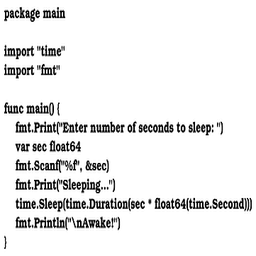 package main

import "time"
import "fmt"

func main() {
    fmt.Print("Enter number of seconds to sleep: ")
    var sec float64
    fmt.Scanf("%f", &sec)
    fmt.Print("Sleeping...")
    time.Sleep(time.Duration(sec * float64(time.Second)))
    fmt.Println("\nAwake!")
}